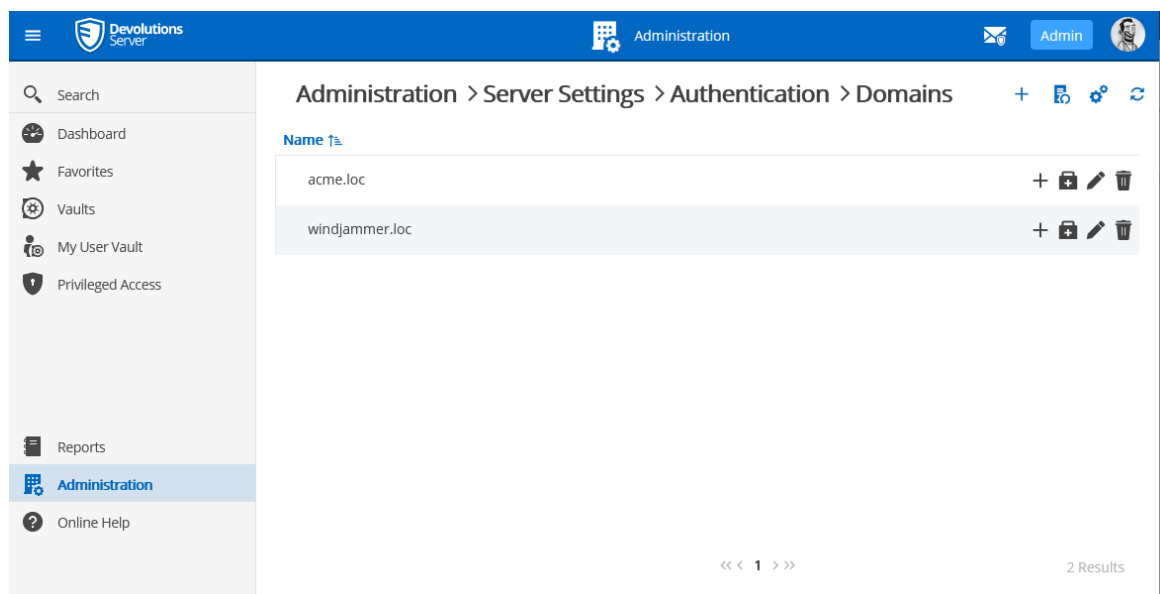 Devolutions
Server
Administration
Admin
Search
Dashboard
Favorites
Vaults
My User Vault
Privileged Access
Reports
Administration
Online Help
Administration > Server Settings > Authentication > Domains
Name
acme.loc
windjammer.loc
<< < 1 > >>
2 Results